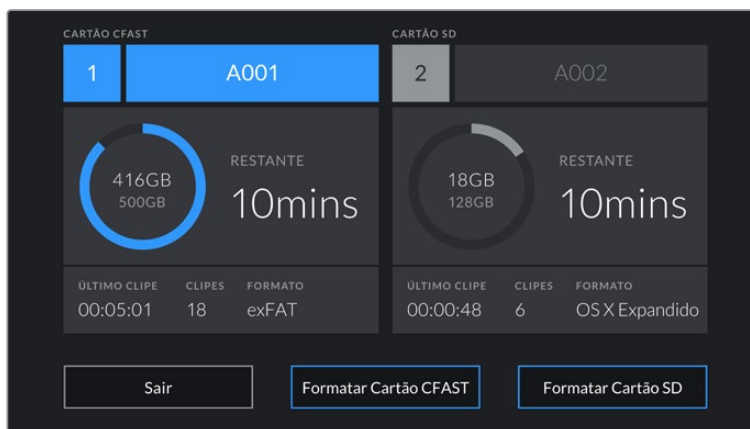 CARTÃO CFAST
1 A001
416GB
500GB
RESTANTE
10mins
ÚLTIMO CLIPE CLIPES FORMATO
00:05:01 18 exFAT
CARTÃO SD
2 A002
18GB
128GB
RESTANTE
10mins
ÚLTIMO CLIPE CLIPES FORMATO
00:00:48 6 OS X Expandido
Sair
Formatar Cartão CFAST
Formatar Cartão SD